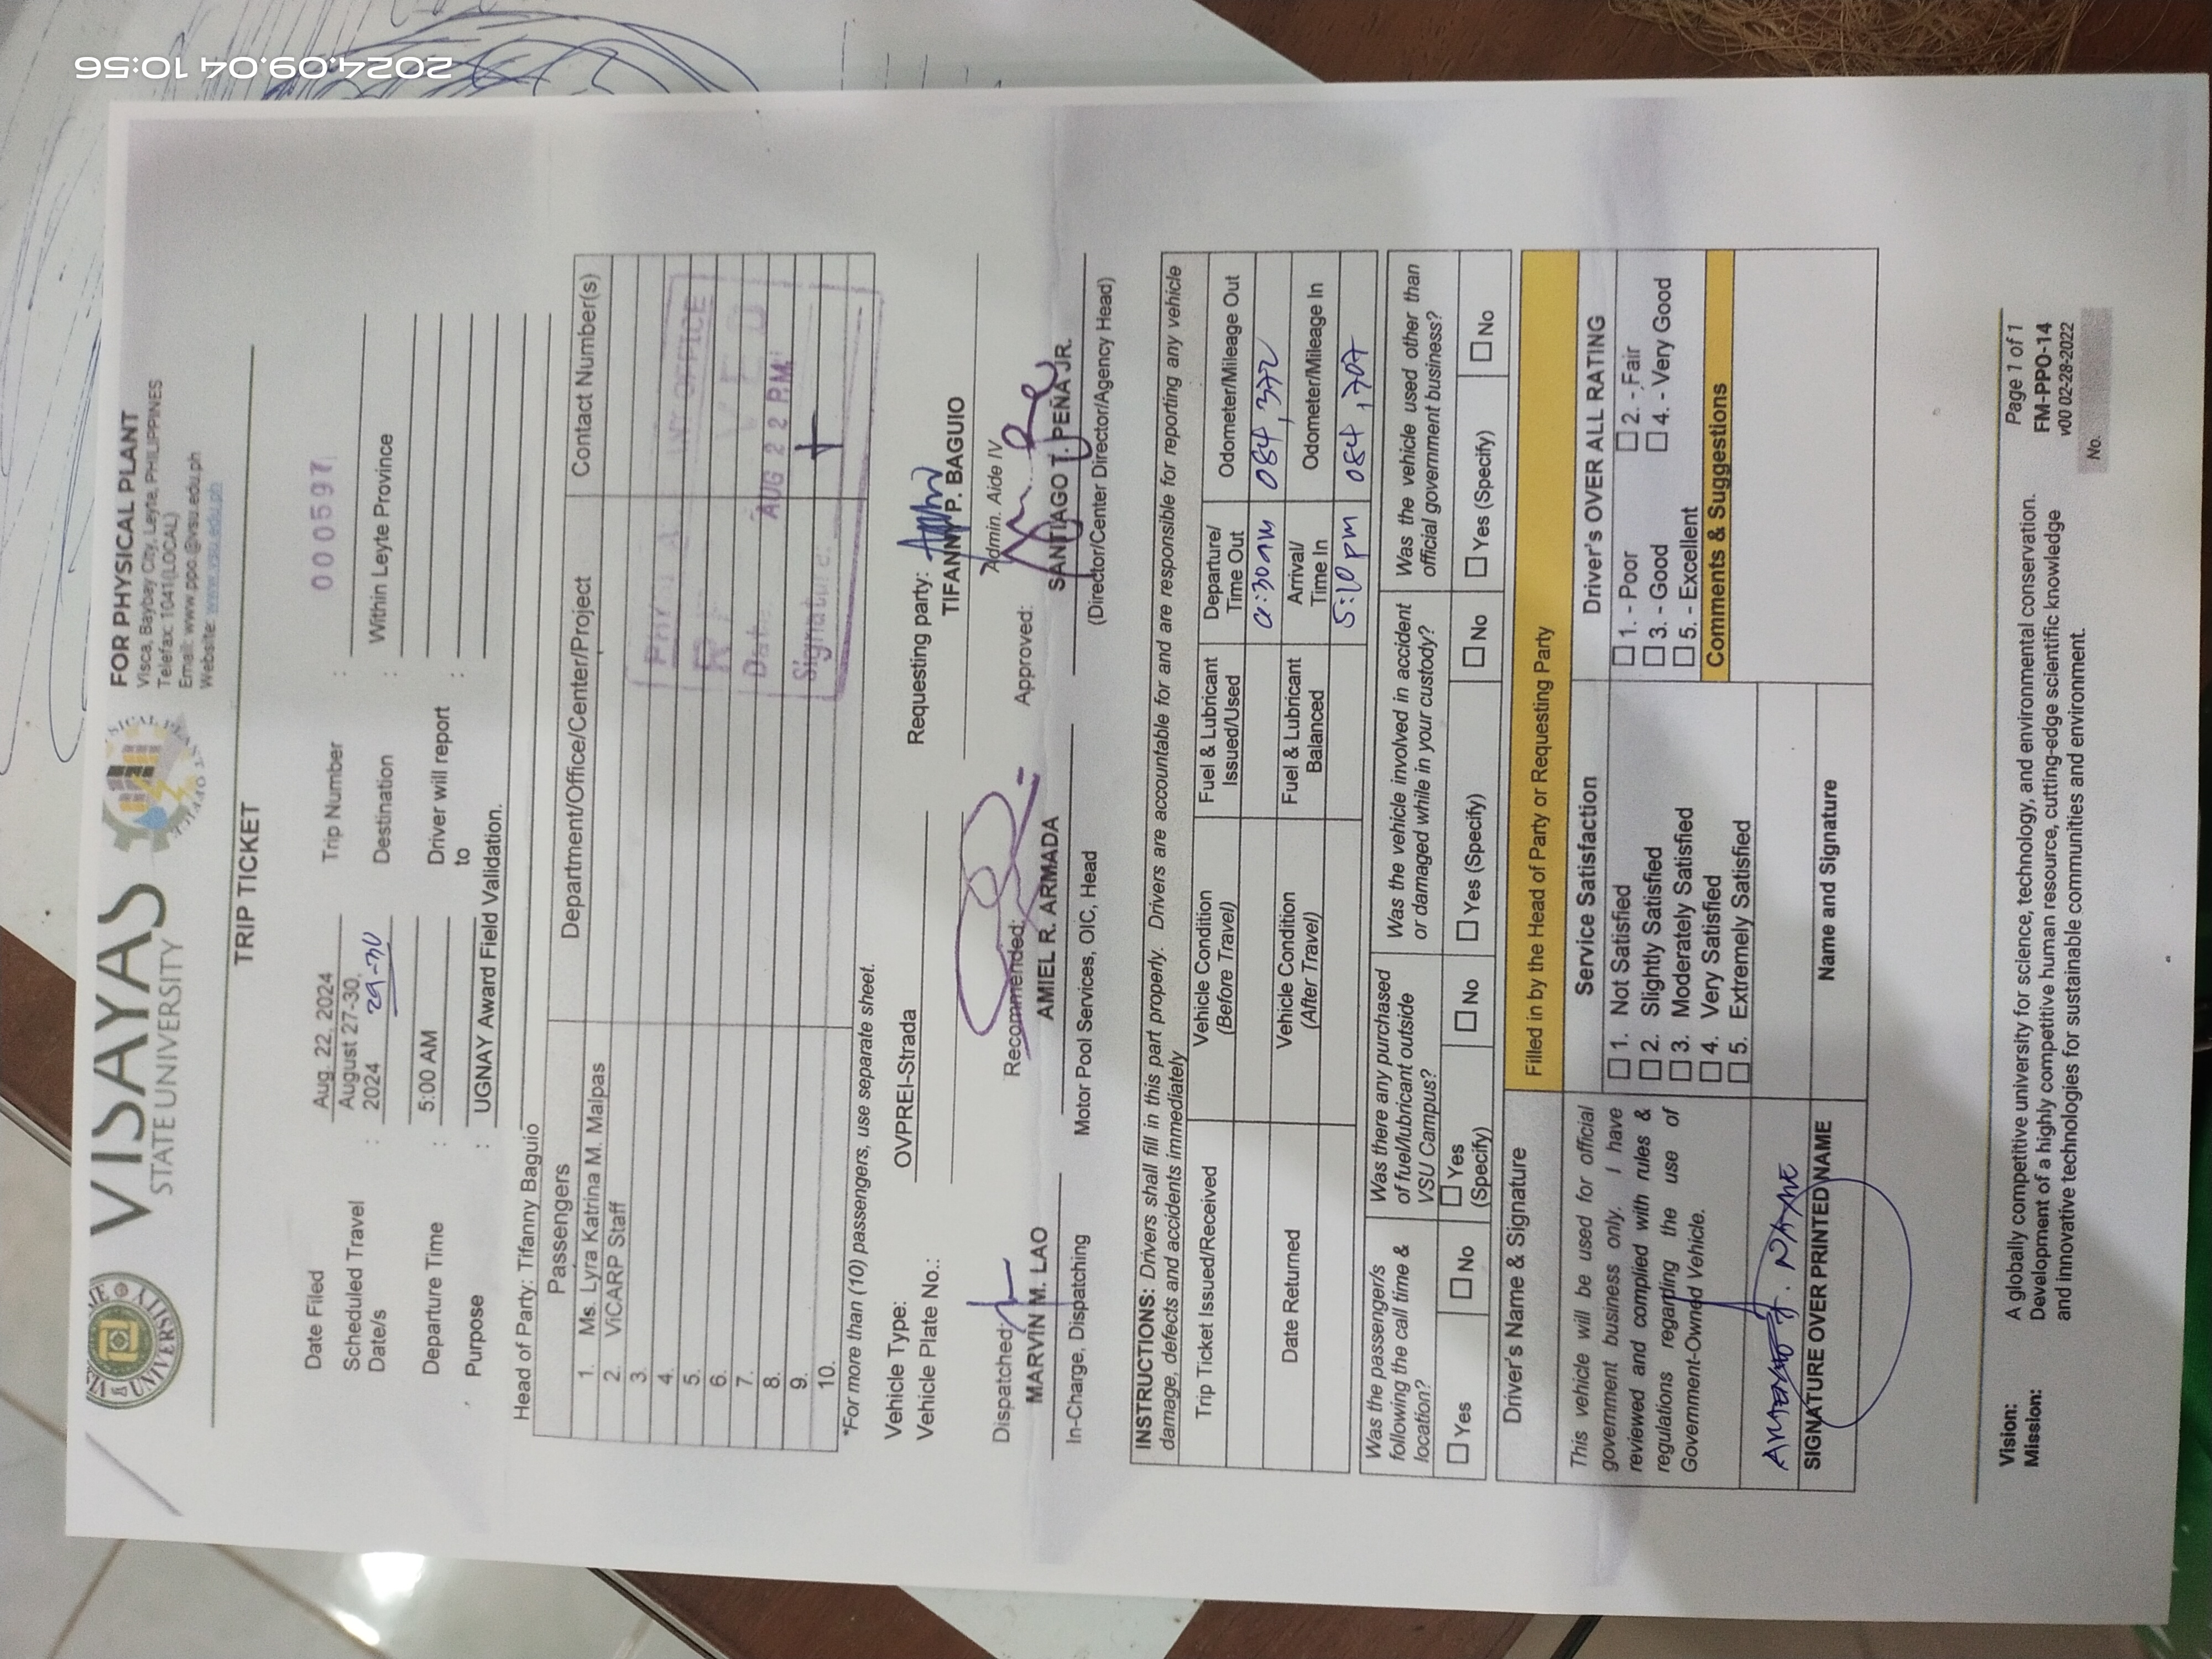 2024.09.04 10:56
VISAYAS
STATE UNIVERSITY
FOR PHYSICAL PLANT
Visca, Baybay City, Leyte, PHILIPPINES
Telefax: 1041(LOCAL)
Email: www.ppo.@vsu.edu.ph
Website: www.vsu.edu.ph
TRIP TICKET
Date Filed Aug. 22, 2024 Trip Number : 000597
Scheduled Travel Date/s : August 27-30, 2024 29-30 Destination : Within Leyte Province
Departure Time : 5:00 AM Driver will report to :
Purpose : UGNAY Award Field Validation.
Head of Party: Tifanny Baguio
Passengers Department/Office/Center/Project Contact Number(s)
1. Ms. Lyra Katrina M. Malpas
2. ViCARP Staff
3.
4.
5.
6.
7.
8.
9.
10.
OFFICE
AUG 22 PM
Signature:
*For more than (10) passengers, use separate sheet.
Vehicle Type: OVPREI-Strada
Vehicle Plate No.:
Requesting party:
TIFANNY P. BAGUIO
Admin. Aide IV
Dispatched: Recommended: Approved:
MARVIN M. LAO AMIEL R. ARMADA SANTIAGO T. PEÑA JR.
In-Charge, Dispatching Motor Pool Services, OIC, Head (Director/Center Director/Agency Head)
INSTRUCTIONS: Drivers shall fill in this part properly. Drivers are accountable for and are responsible for reporting any vehicle
damage, defects and accidents immediately
Trip Ticket Issued/Received Vehicle Condition (Before Travel) Fuel & Lubricant Issued/Used Departure/ Time Out Odometer/Mileage Out
:30am 084,372
Date Returned Vehicle Condition (After Travel) Fuel & Lubricant Balanced Arrival/ Time In Odometer/Mileage In
5:10 pm 084,707
Was the passenger/s following the call time & location?
Was there any purchased of fuel/lubricant outside VSU Campus?
Was the vehicle involved in accident or damaged while in your custody?
Was the vehicle used other than official government business?
Yes No Yes (Specify) No Yes (Specify) No Yes (Specify) No
Driver's Name & Signature Filled in by the Head of Party or Requesting Party
This vehicle will be used for official
government business only. I have
reviewed and complied with rules &
regulations regarding the use of
Government-Owned Vehicle.
SIGNATURE OVER PRINTED NAME
Service Satisfaction
1. Not Satisfied
2. Slightly Satisfied
3. Moderately Satisfied
4. Very Satisfied
5. Extremely Satisfied
Name and Signature
Driver's OVER ALL RATING
1. - Poor 2. - Fair
3. - Good 4. - Very Good
5. - Excellent
Comments & Suggestions
Vision: A globally competitive university for science, technology, and environmental conservation.
Mission: Development of a highly competitive human resource, cutting-edge scientific knowledge
and innovative technologies for sustainable communities and environment.
Page 1 of 1
FM-PPO-14
v00 02-28-2022
No.